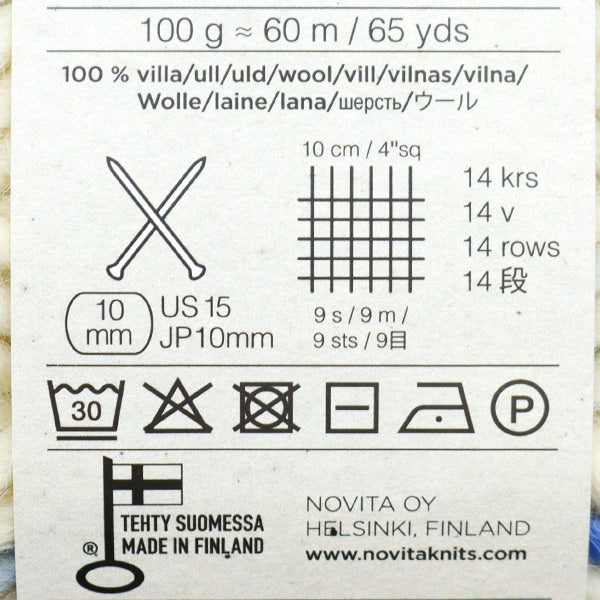 100 g ≈ 60 m / 65 yds
100 % villa/ull/uld/wool/vill/vilnas/vilna/
Wolle/laine/lana/шерсть/ウール
10 cm / 4"sq
14 krs
14 v
14 rows
14 段
10
mm
US 15
JP10mm
9 s / 9 m /
9 sts / 9目
30
P
TEHTY SUOMESSA
® MADE IN FINLAND
NOVITA OY
HELSINKI, FINLAND
www.novitaknits.com